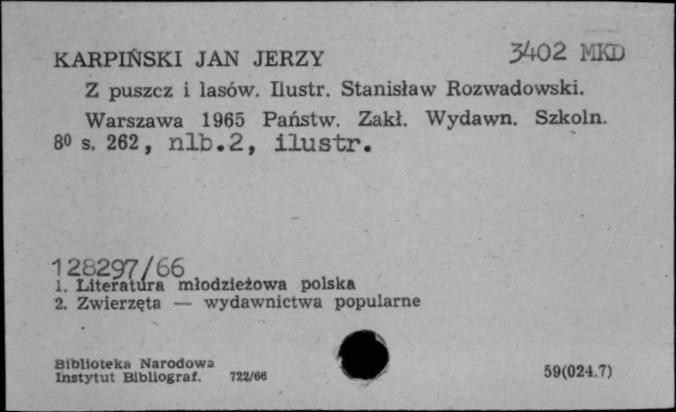 3402 MKD
KARPIŃSKI JAN JERZY
Z puszcz i lasów. Ilustr. Stanisław Rozwadowski.
Warszawa 1965 Państw. Zakł. Wydawn. Szkoln.
8⁰ s. 262, nlb.2, ilustr.
128297/66
1. Literatura młodzieżowa polska
2. Zwierzęta — wydawnictwa popularne
Biblioteka Narodowa
Instytut Bibliograf. 722/66
59(024.7)